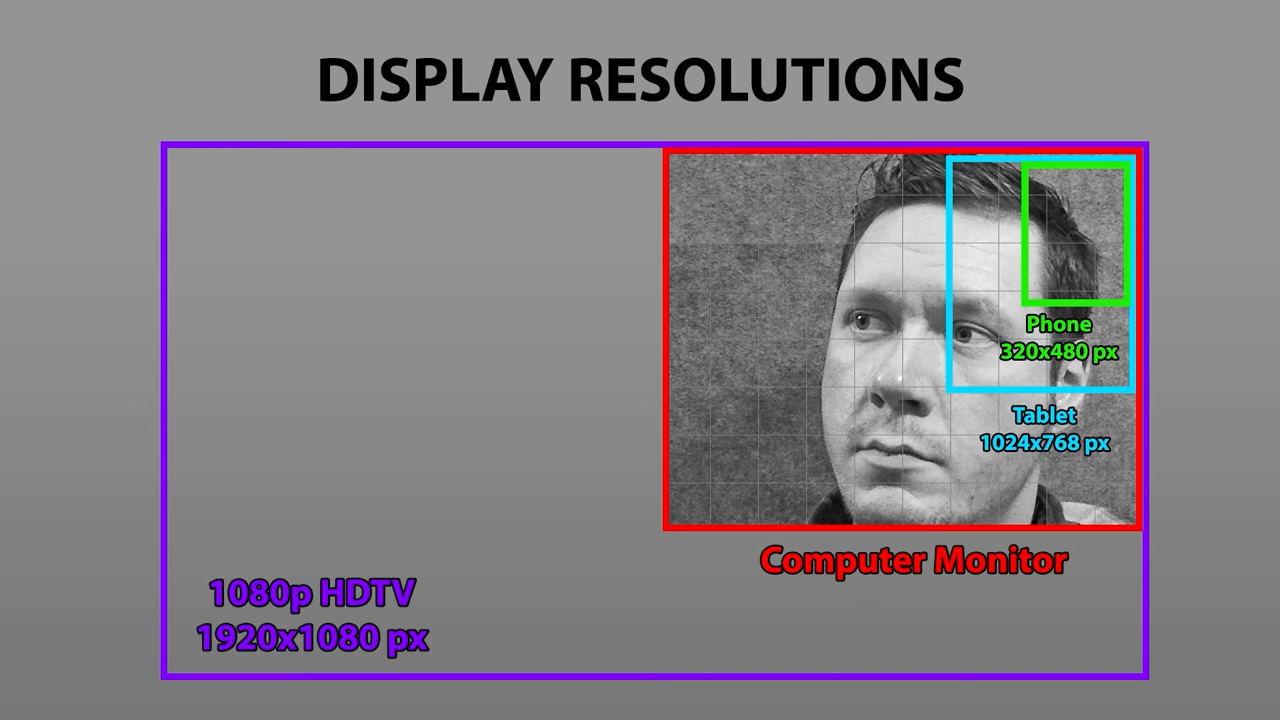 DISPLAY RESOLUTIONS
Phone
320x480 px
Tablet
1024x768 px
Computer Monitor
1080p HDTV
1920x1080 px